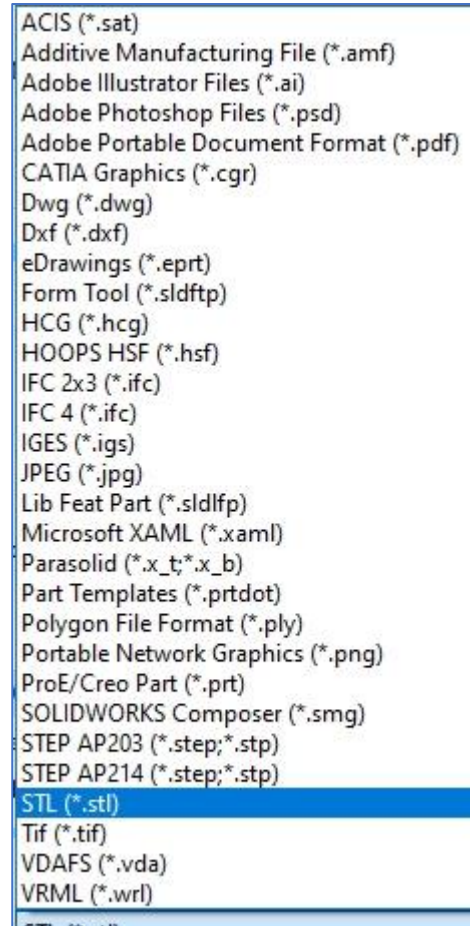 ACIS (*.sat)
Additive Manufacturing File (*.amf)
Adobe Illustrator Files (*.ai)
Adobe Photoshop Files (*.psd)
Adobe Portable Document Format (*.pdf)
CATIA Graphics (*.cgr)
Dwg (*.dwg)
Dxf (*.dxf)
eDrawings (*.eprt)
Form Tool (*.sldftp)
HCG (*.hcg)
HOOPS HSF (*.hsf)
IFC 2x3 (*.ifc)
IFC 4 (*.ifc)
IGES (*.igs)
JPEG (*.jpg)
Lib Feat Part (*.sldlfp)
Microsoft XAML (*.xaml)
Parasolid (*.x_t;*.x_b)
Part Templates (*.prtdot)
Polygon File Format (*.ply)
Portable Network Graphics (*.png)
ProE/Creo Part (*.prt)
SOLIDWORKS Composer (*.smg)
STEP AP203 (*.step;*.stp)
STEP AP214 (*.step;*.stp)
STL (*.stl)
Tif (*.tif)
VDAFS (*.vda)
VRML (*.wrl)